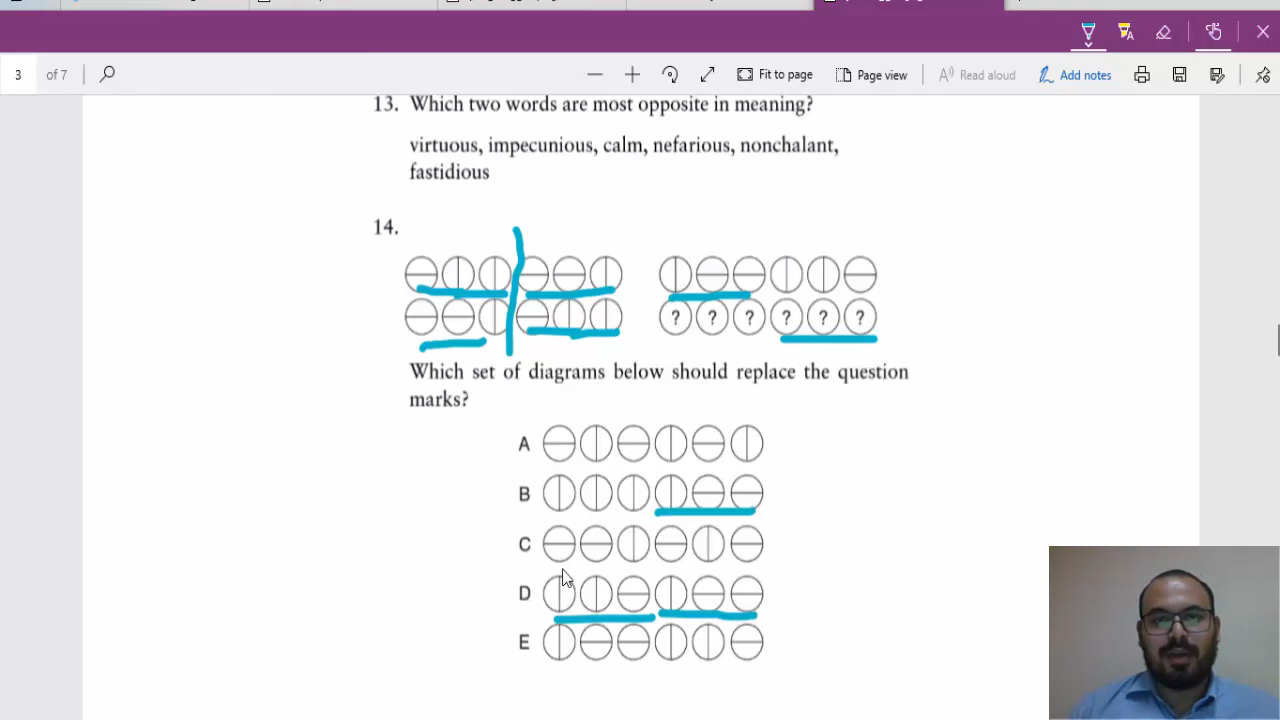 3 of 7
Fit to page
Page view
Read aloud
Add notes
13. Which two words are most opposite in meaning?
virtuous, impecunious, calm, nefarious, nonchalant,
fastidious
14.
? ? ? ? ? ?
Which set of diagrams below should replace the question
marks?
A
B
C
D
E